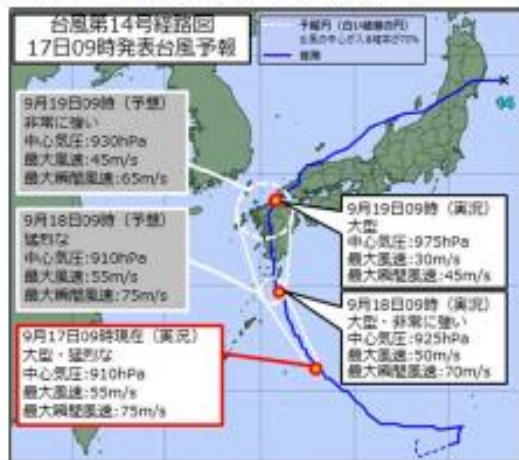 台風第14号経路図
17日09時発表台風予報
予報円(白い破線の円)
台風の中心が入る確率が70%
経路
9月19日09時(予想)
非常に強い
中心気圧:930hPa
最大風速:45m/s
最大瞬間風速:65m/s
9月18日09時(予想)
猛烈な
中心気圧:910hPa
最大風速:55m/s
最大瞬間風速:75m/s
9月17日09時現在(実況)
大型・猛烈な
中心気圧:910hPa
最大風速:55m/s
最大瞬間風速:75m/s
9月19日09時(実況)
大型
中心気圧:975hPa
最大風速:30m/s
最大瞬間風速:45m/s
9月18日09時(実況)
大型・非常に強い
中心気圧:925hPa
最大風速:50m/s
最大瞬間風速:70m/s